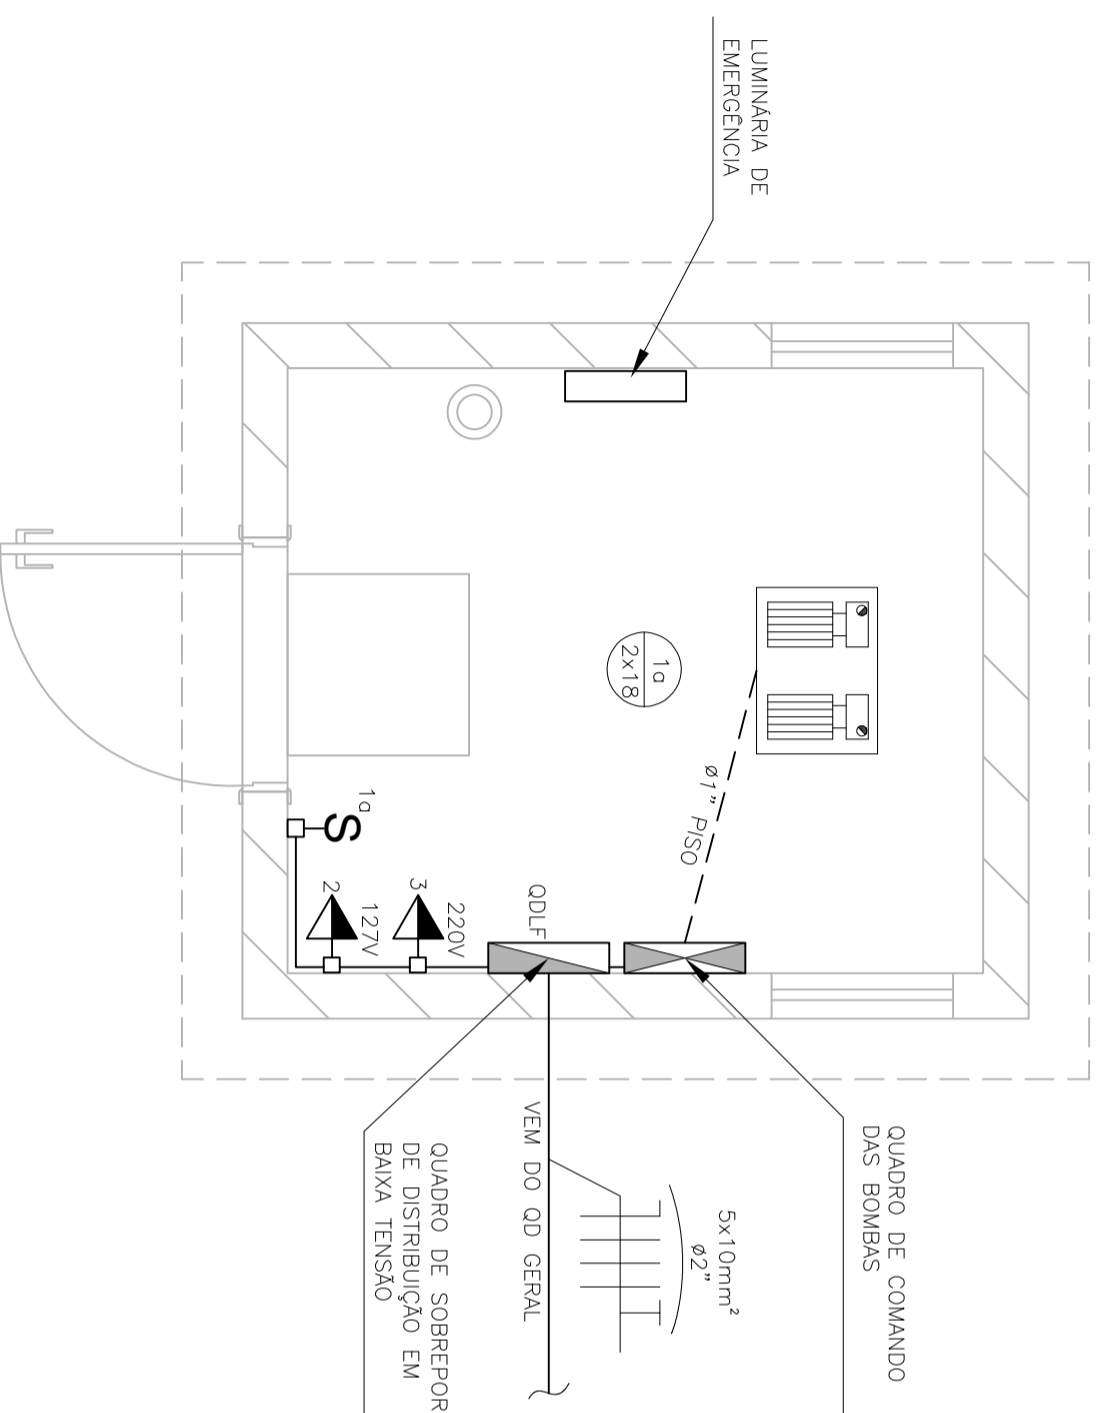 LUMINÁRIA DE
EMERGÊNCIA
1a
2x18
ø1" PISO
QDLF
220V
3
127V
2
1a
S
QUADRO DE COMANDO
DAS BOMBAS
5x10mm²
ø2"
VEM DO QD GERAL
QUADRO DE SOBREPOR
DE DISTRIBUIÇÃO EM
BAIXA TENSÃO